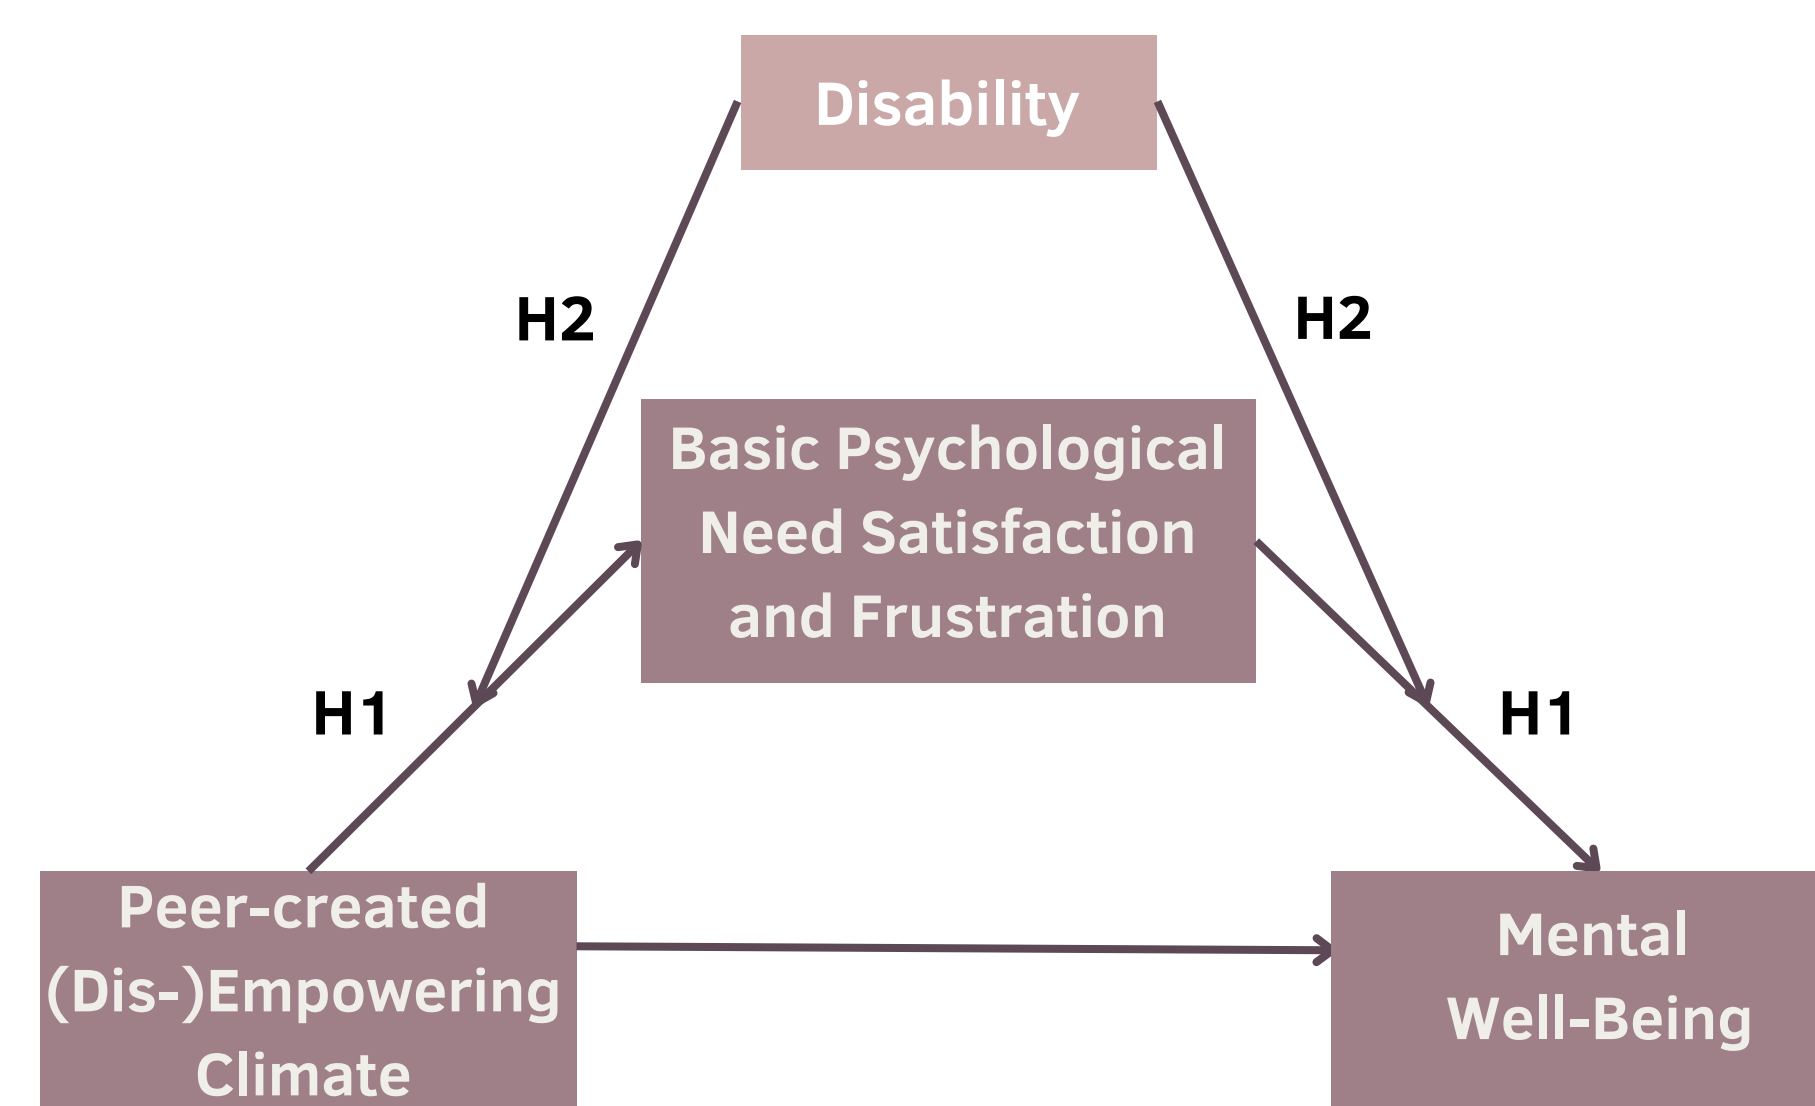 Disability
H2
H2
Basic Psychological
Need Satisfaction
and Frustration
H1
H1
Peer-created
(Dis-)Empowering
Climate
Mental
Well-Being